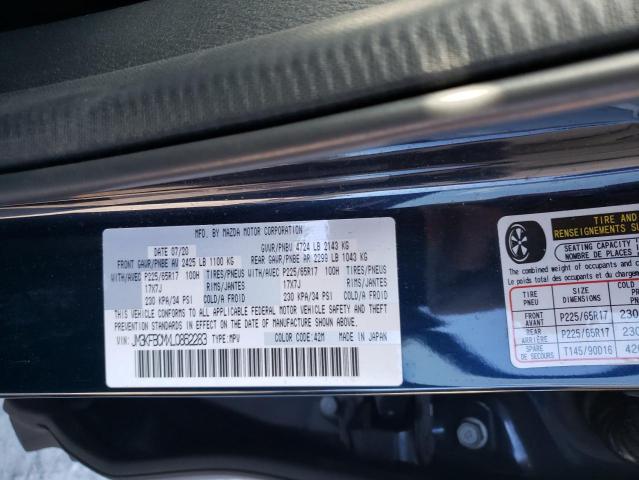 MFG. BY MAZDA MOTOR CORPORATION
DATE 07/20 GVWR/PNBV 4724 LB 2143 KG
FRONT GAWR/PNBE AV 2425 LB 1100 KG REAR GAWR/PNBE AR 2299 LB 1043 KG
WITH/AVEC P225/65R17 100H TIRES/PNEUS WITH/AVEC P225/65R17 100H TIRES/PNEUS
17X7J RIMS/JANTES 17X7J RIMS/JANTES
230 KPA/34 PSI COLD/A FROID 230 KPA/34 PSI COLD/A FROID
THIS VEHICLE CONFORMS TO ALL APPLICABLE FEDERAL MOTOR VEHICLE SAFETY,
BUMPER, AND THEFT PREVENTION STANDARDS
IN EFFECT ON THE DATE OF MANUFACTURE SHOWN ABOVE.
VIN: TYPE: MPV COLOR CODE: 42M MADE IN JAPAN
TIRE AND
RENSEIGNEMENTS SU
SEATING CAPACITY
NOMBRE DE
The combined weight of occupants and c
Le poids total des occupants et du chargem
TIRE PNEU SIZE DIMENSIONS COLD
FRONT AVANT P225/65R17 230
REAR ARRIÈRE P225/65R17 230
SPARE DE SECOURS T145/90D16 420